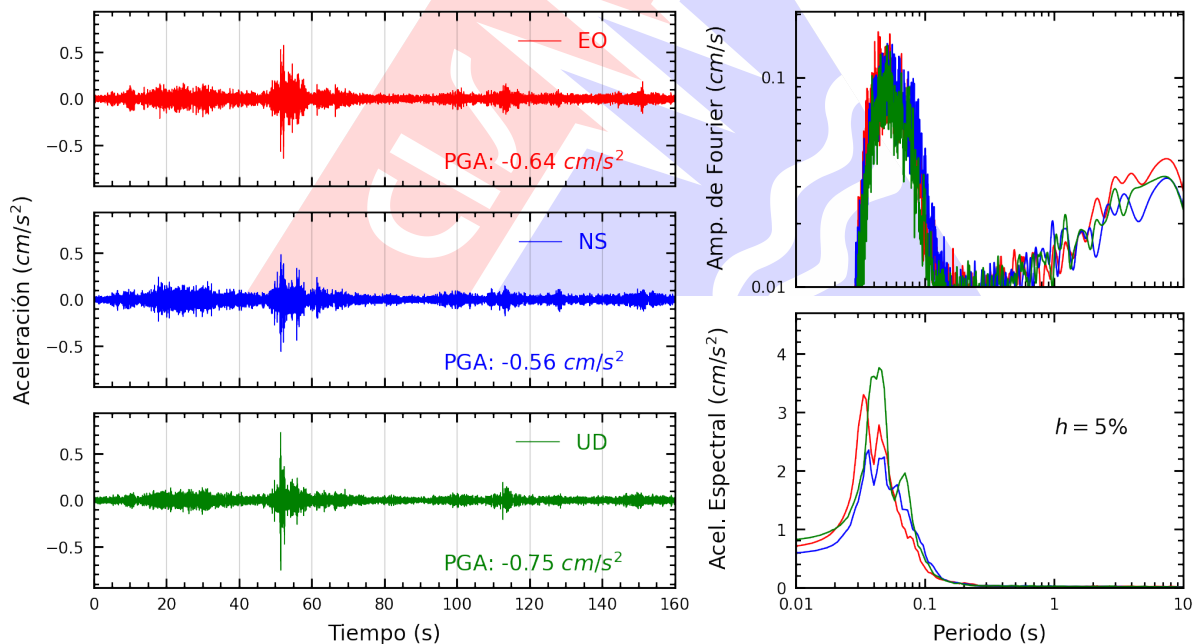 Aceleración (cm/s²)
0.5
0.0
−0.5
EO
PGA: -0.64 cm/s²
0.5
0.0
−0.5
NS
PGA: -0.56 cm/s²
0.5
0.0
−0.5
UD
PGA: -0.75 cm/s²
0 20 40 60 80 100 120 140 160
Tiempo (s)
Amp. de Fourier (cm/s)
0.1
0.01
Acel. Espectral (cm/s²)
4
3
2
1
0
h = 5%
0.01 0.1 1 10
Periodo (s)